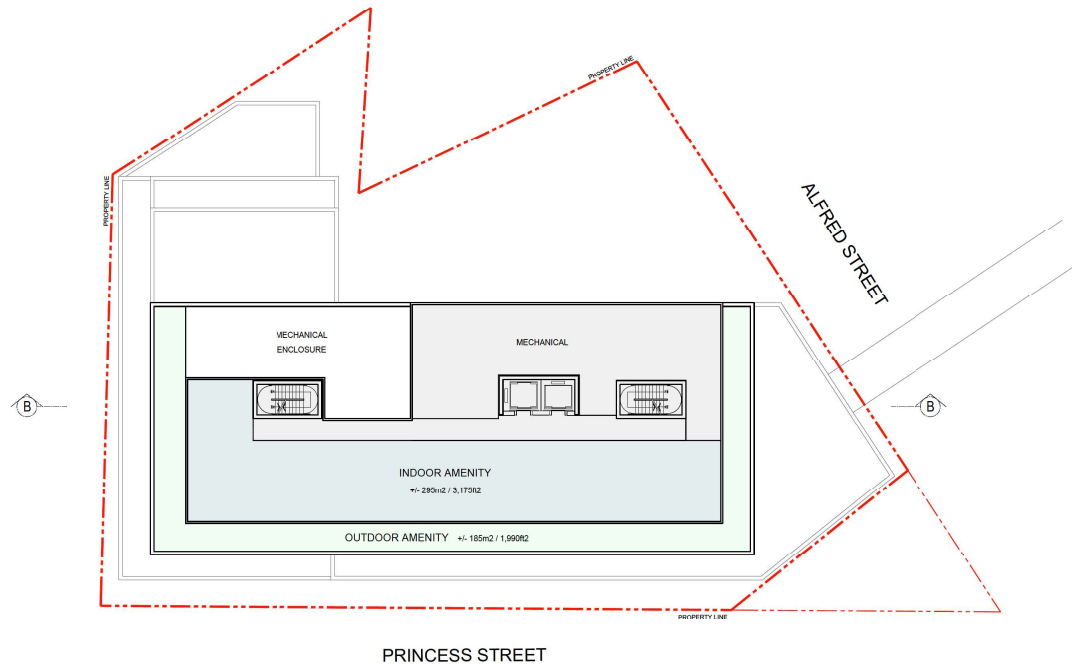 PROPERTY LINE
PROPERTY LINE
ALFRED STREET
MECHANICAL
ENCLOSURE
MECHANICAL
B
B
INDOOR AMENITY
+/- 295m2 / 3,175ft2
OUTDOOR AMENITY +/- 185m2 / 1,990ft2
PROPERTY LINE
PRINCESS STREET